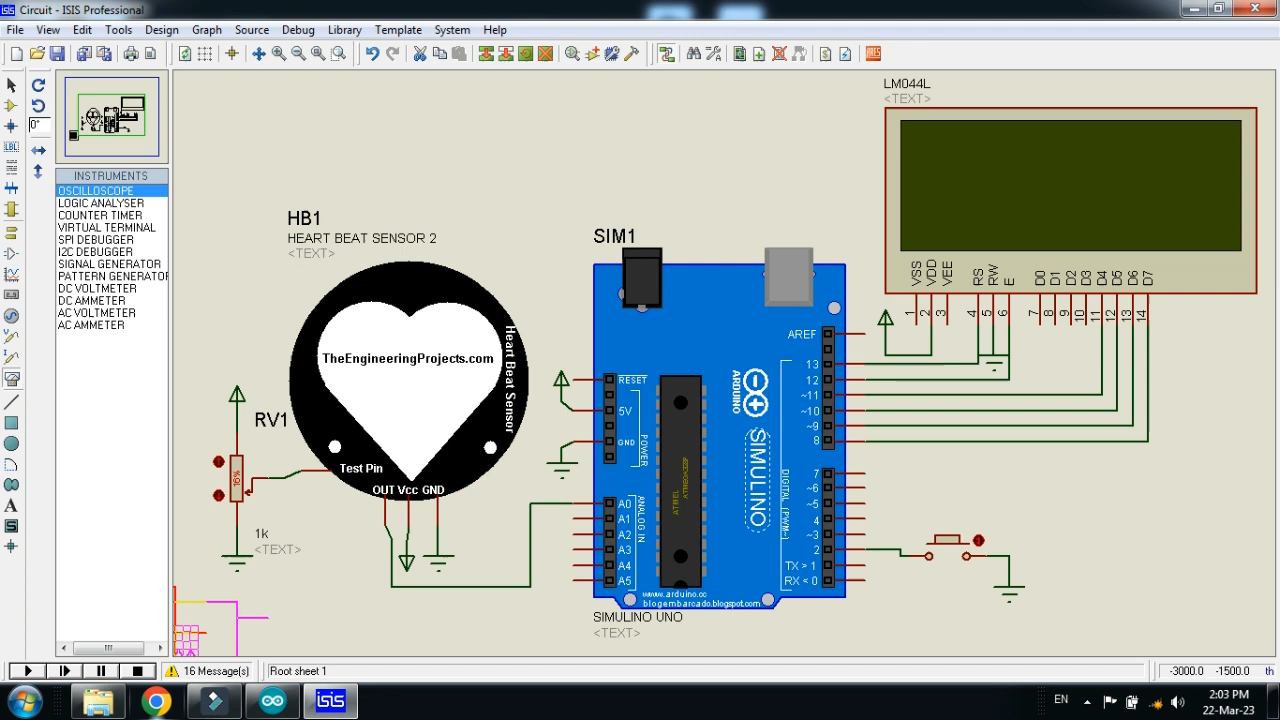 Circuit - ISIS Professional
File View Edit Tools Design Graph Source Debug Library Template System Help
0°
INSTRUMENTS
OSCILLOSCOPE
LOGIC ANALYSER
COUNTER TIMER
VIRTUAL TERMINAL
SPI DEBUGGER
I2C DEBUGGER
SIGNAL GENERATOR
PATTERN GENERATOR
DC VOLTMETER
DC AMMETER
AC VOLTMETER
AC AMMETER
LM044L
<TEXT>
VSS VDD VEE RS RW E D0 D1 D2 D3 D4 D5 D6 D7
1 2 3 4 5 6 7 8 9 10 11 12 13 14
HB1
HEART BEAT SENSOR 2
<TEXT>
TheEngineeringProjects.com
Heart Beat Sensor
Test Pin
OUT Vcc GND
RV1
16%
1k
<TEXT>
SIM1
RESET
5V
GND
POWER
A0
A1
A2
A3
A4
A5
ANALOG IN
ATMEL
ATMEGA328P
ARDUINO
SIMULINO
AREF
13
12
~11
~10
~9
8
7
~6
~5
4
~3
2
TX > 1
RX < 0
DIGITAL (PWM~)
www.arduino.cc
blogembarcado.blogspot.com
SIMULINO UNO
<TEXT>
16 Message(s)
Root sheet 1
-3000.0 -1500.0 th
isis
EN
2:03 PM
22-Mar-23